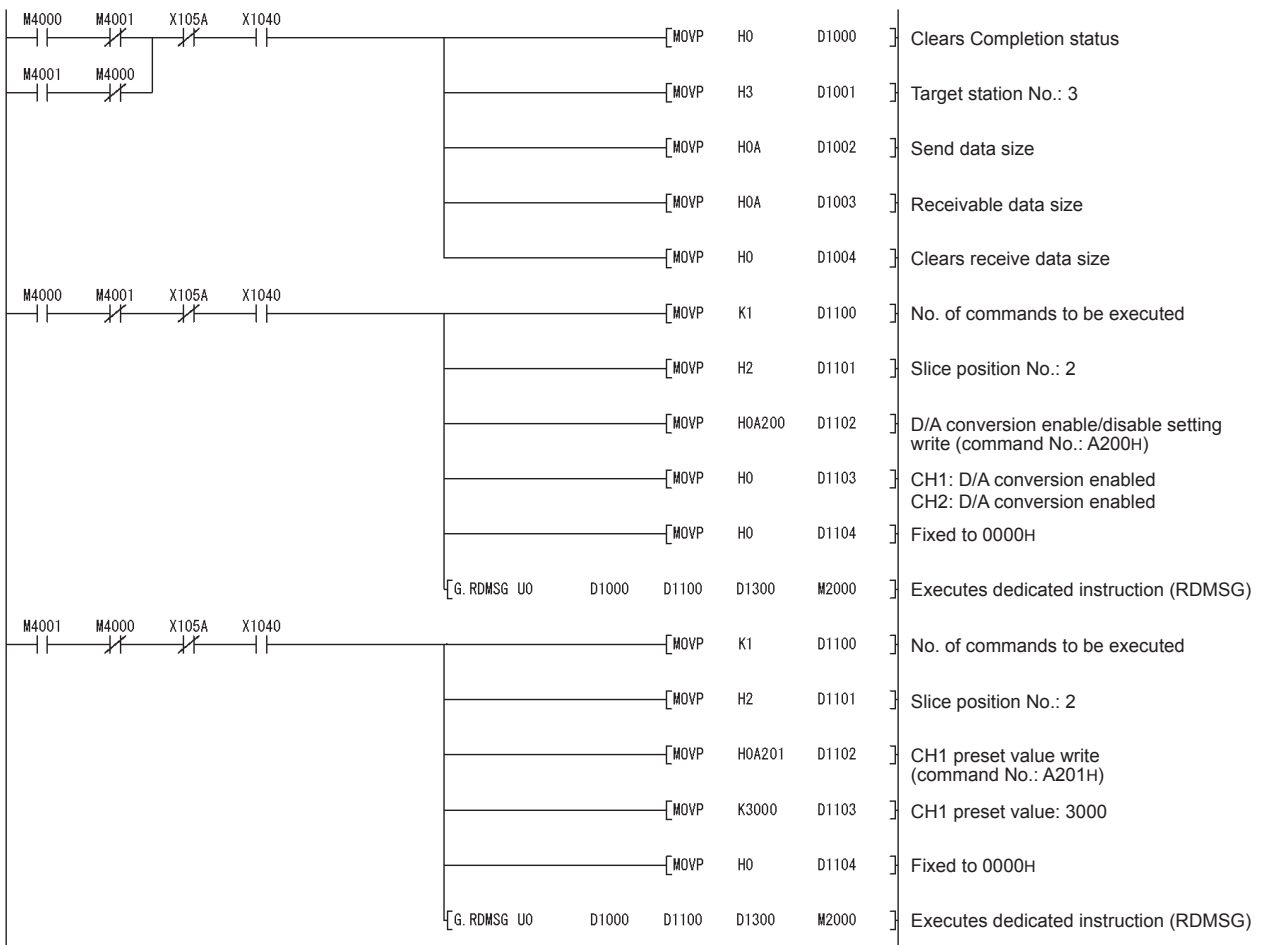 M4000 M4001 X105A X1040
MOVP H0 D1000 Clears Completion status
M4001 M4000
MOVP H3 D1001 Target station No.: 3
MOVP H0A D1002 Send data size
MOVP H0A D1003 Receivable data size
MOVP H0 D1004 Clears receive data size
M4000 M4001 X105A X1040
MOVP K1 D1100 No. of commands to be executed
MOVP H2 D1101 Slice position No.: 2
MOVP H0A200 D1102 D/A conversion enable/disable setting
write (command No.: A200H)
MOVP H0 D1103 CH1: D/A conversion enabled
CH2: D/A conversion enabled
MOVP H0 D1104 Fixed to 0000H
G.RDMSG U0 D1000 D1100 D1300 M2000 Executes dedicated instruction (RDMSG)
M4001 M4000 X105A X1040
MOVP K1 D1100 No. of commands to be executed
MOVP H2 D1101 Slice position No.: 2
MOVP H0A201 D1102 CH1 preset value write
(command No.: A201H)
MOVP K3000 D1103 CH1 preset value: 3000
MOVP H0 D1104 Fixed to 0000H
G.RDMSG U0 D1000 D1100 D1300 M2000 Executes dedicated instruction (RDMSG)